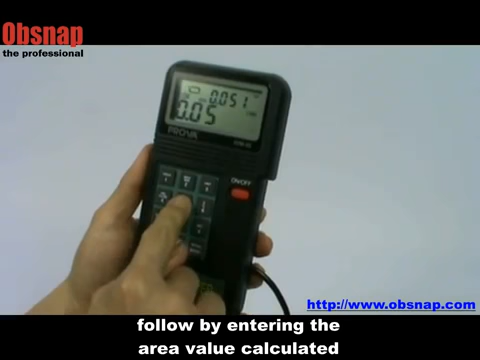 Obsnap
the professional
0.051
0.05
PROVA
ON/OFF
http://www.obsnap.com
follow by entering the
area value calculated